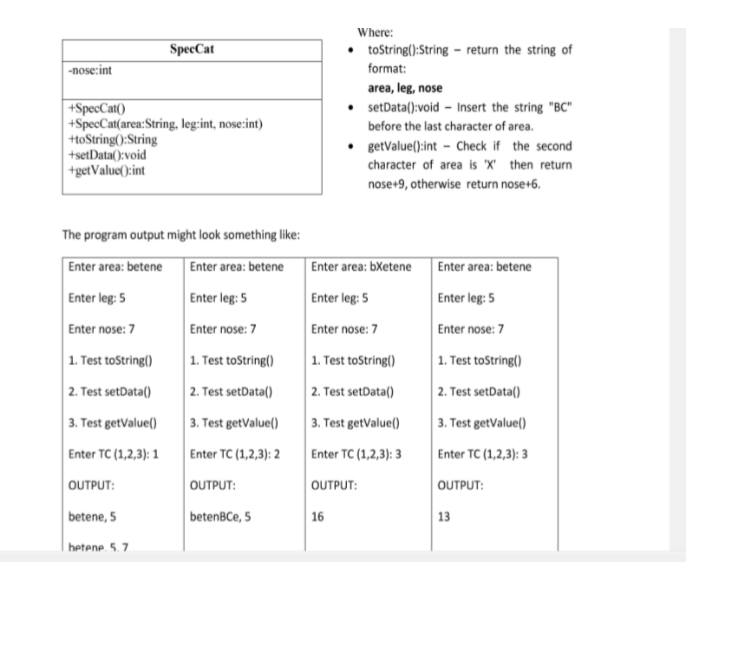 SpecCat
-nose:int
+SpecCat()
+SpecCat(area:String, leg:int, nose:int)
+toString():String
+setData():void
+getValue():int
Where:
• toString():String – return the string of
format:
area, leg, nose
• setData():void – Insert the string "BC"
before the last character of area.
• getValue():int – Check if the second
character of area is 'X' then return
nose+9, otherwise return nose+6.
The program output might look something like:
Enter area: betene
Enter leg: 5
Enter nose: 7
1. Test toString()
2. Test setData()
3. Test getValue()
Enter TC (1,2,3): 1
OUTPUT:
betene, 5
betene, 5, 7
Enter area: betene
Enter leg: 5
Enter nose: 7
1. Test toString()
2. Test setData()
3. Test getValue()
Enter TC (1,2,3): 2
OUTPUT:
betenBCe, 5
Enter area: bXetene
Enter leg: 5
Enter nose: 7
1. Test toString()
2. Test setData()
3. Test getValue()
Enter TC (1,2,3): 3
OUTPUT:
16
Enter area: betene
Enter leg: 5
Enter nose: 7
1. Test toString()
2. Test setData()
3. Test getValue()
Enter TC (1,2,3): 3
OUTPUT:
13